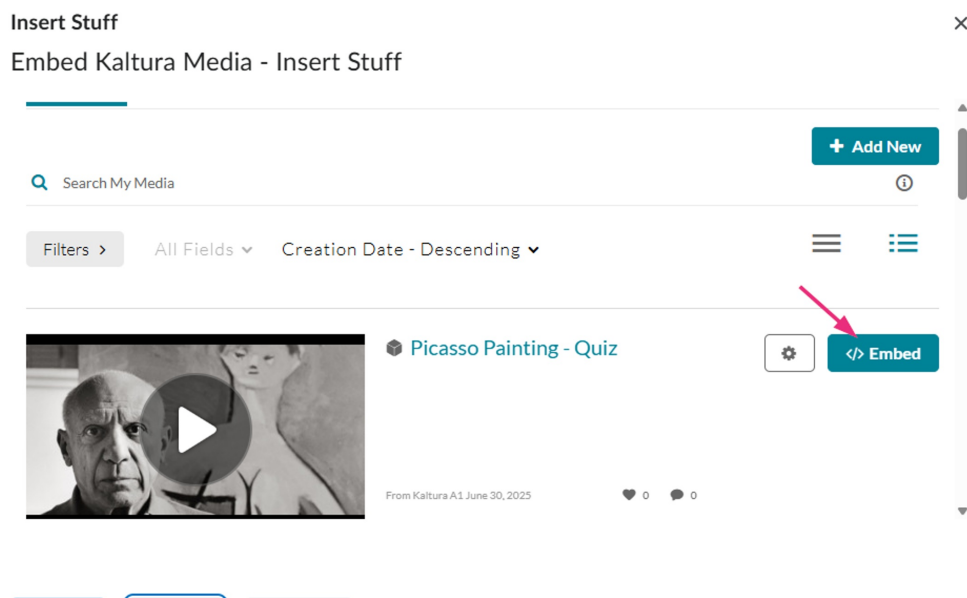 Insert Stuff
Embed Kaltura Media - Insert Stuff
Add New
Search My Media
Filters
All Fields
Creation Date - Descending
Picasso Painting - Quiz
</> Embed
From Kaltura A1 June 30, 2025
0
0